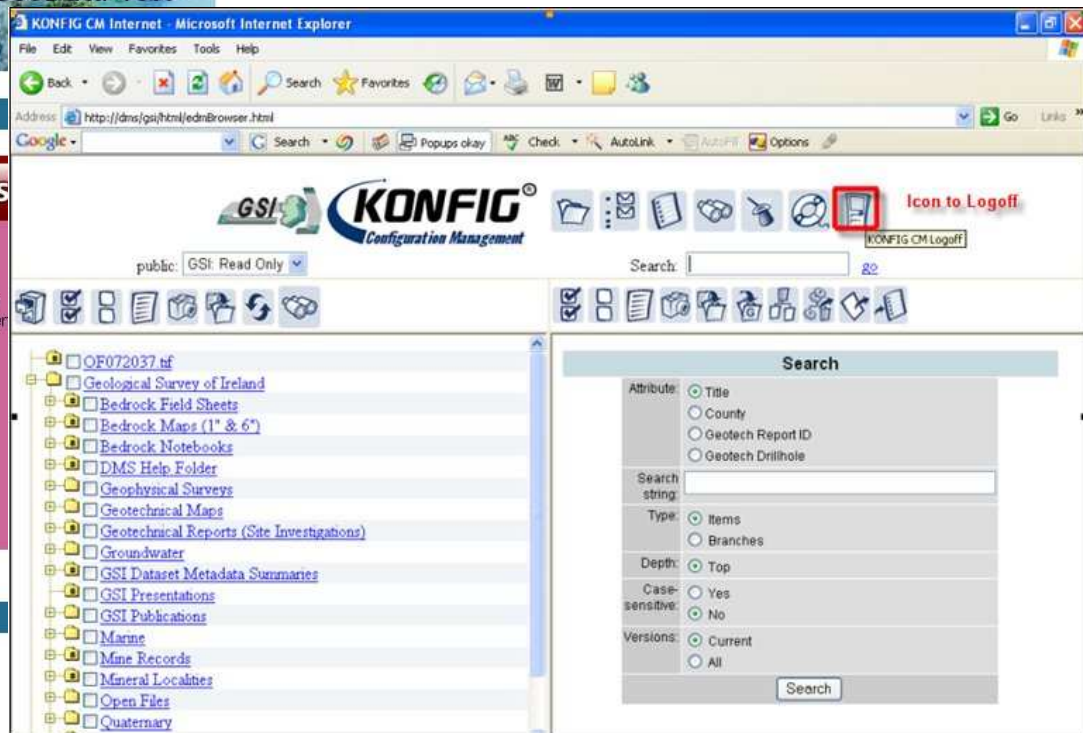 KONFIG CM Internet - Microsoft Internet Explorer
File Edit View Favorites Tools Help
Back Search Favorites
Address http://dms/gsi/html/edmBrowser.html Go Links »
Google Search Popups okay ABC Check AutoLink AutoFill Options
GSI KONFIG® Icon to Logoff
Configuration Management KONFIG CM Logoff
public: GSI: Read Only Search: go
OF072037.tif
Geological Survey of Ireland
Bedrock Field Sheets
Bedrock Maps (1" & 6")
Bedrock Notebooks
DMS Help Folder
Geophysical Surveys
Geotechnical Maps
Geotechnical Reports (Site Investigations)
Groundwater
GSI Dataset Metadata Summaries
GSI Presentations
GSI Publications
Marine
Mine Records
Mineral Localities
Open Files
Quaternary
Search
Attribute: Title
County
Geotech Report ID
Geotech Drillhole
Search string:
Type: Items
Branches
Depth: Top
Case-sensitive: Yes
No
Versions: Current
All
Search